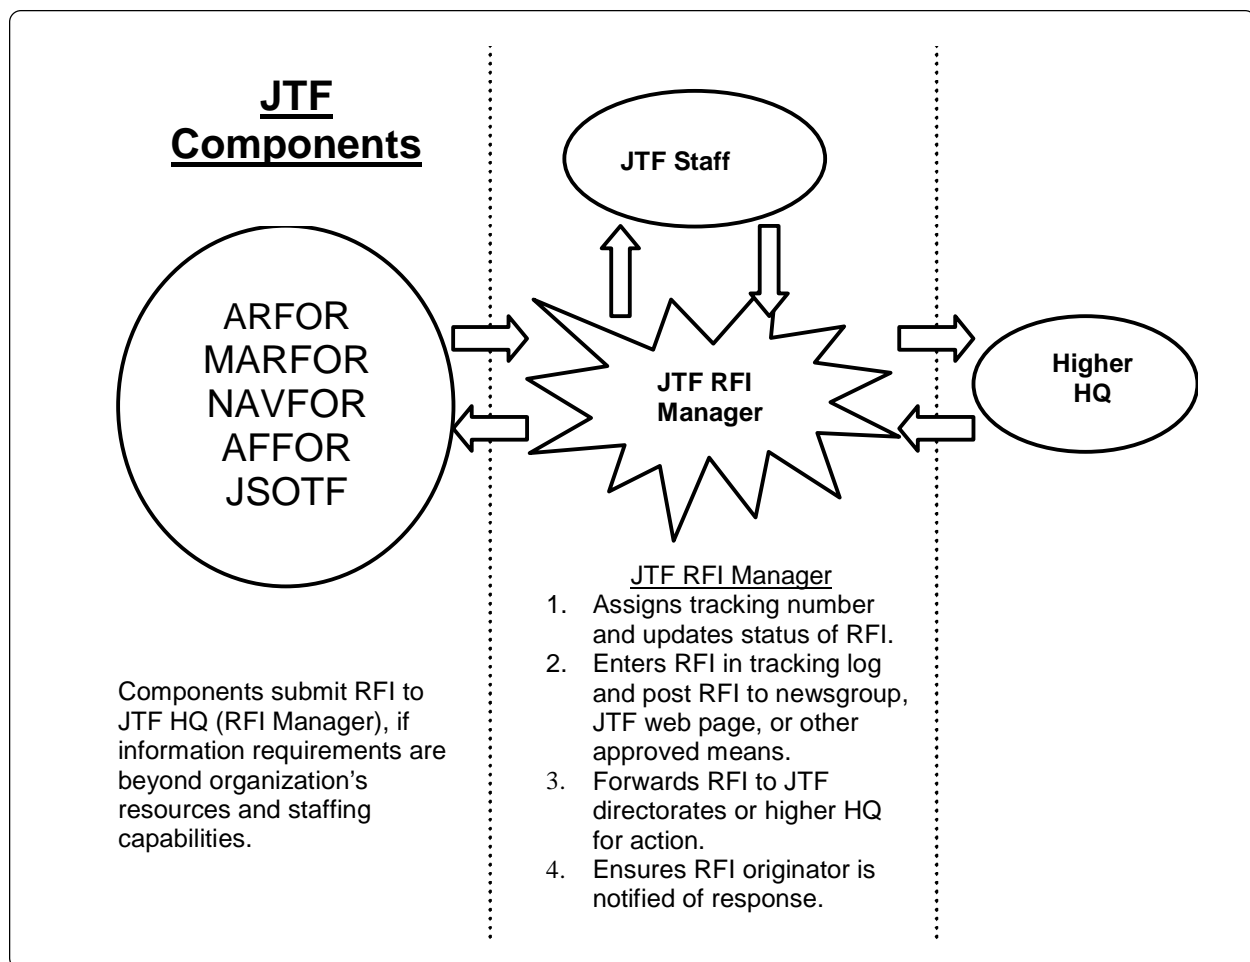 JTF
Components
ARFOR
MARFOR
NAVFOR
AFFOR
JSOTF
Components submit RFI to
JTF HQ (RFI Manager), if
information requirements are
beyond organization’s
resources and staffing
capabilities.
JTF Staff
JTF RFI
Manager
JTF RFI Manager
1. Assigns tracking number
and updates status of RFI.
2. Enters RFI in tracking log
and post RFI to newsgroup,
JTF web page, or other
approved means.
3. Forwards RFI to JTF
directorates or higher HQ
for action.
4. Ensures RFI originator is
notified of response.
Higher
HQ